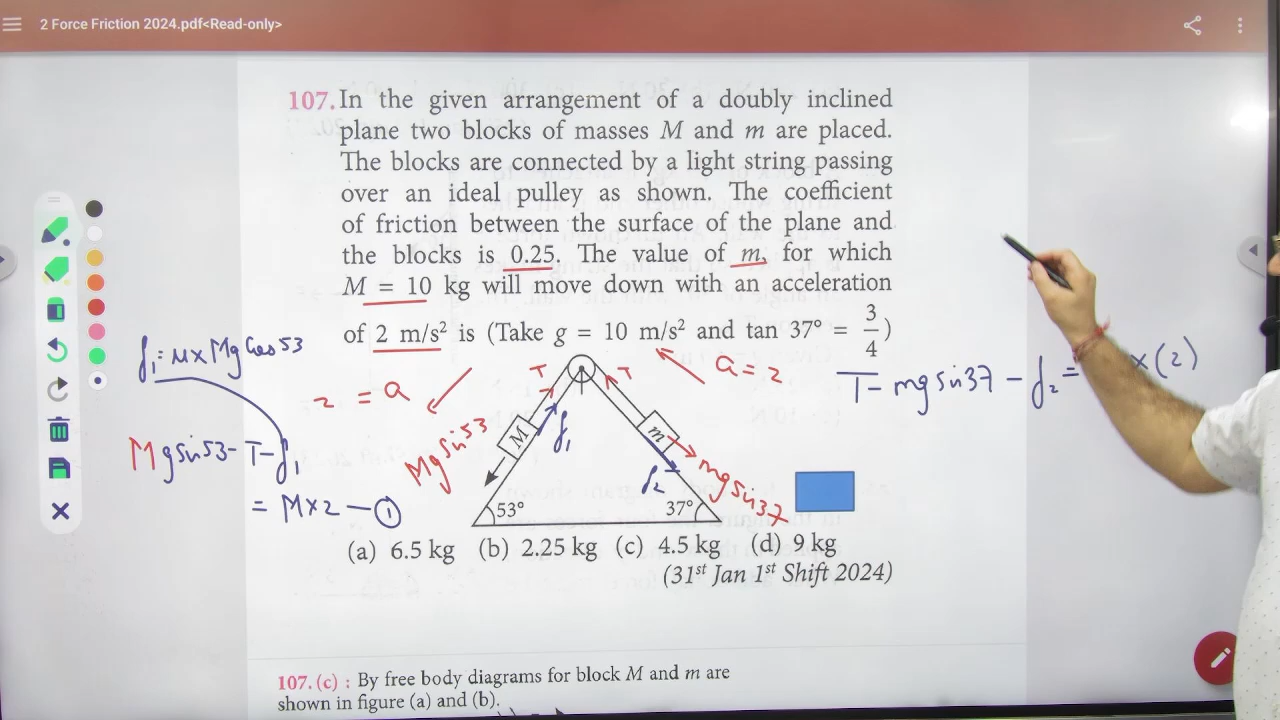 2 Force Friction 2024.pdf<Read-only>
107. In the given arrangement of a doubly inclined
plane two blocks of masses M and m are placed.
The blocks are connected by a light string passing
over an ideal pulley as shown. The coefficient
of friction between the surface of the plane and
the blocks is 0.25. The value of m, for which
M = 10 kg will move down with an acceleration
of 2 m/s² is (Take g = 10 m/s² and tan 37° = 3/4)
f₁ = μ × Mg Cos 53
2 = a
T
T
a = 2
T - mg sin 37 - f₂ = × (2)
Mg sin 53 - T - f₁
= M × 2 — ①
Mg sin 53
M
f₁
m
f₂
mg sin 37
53°
37°
(a) 6.5 kg (b) 2.25 kg (c) 4.5 kg (d) 9 kg
(31st Jan 1st Shift 2024)
107. (c) : By free body diagrams for block M and m are
shown in figure (a) and (b).